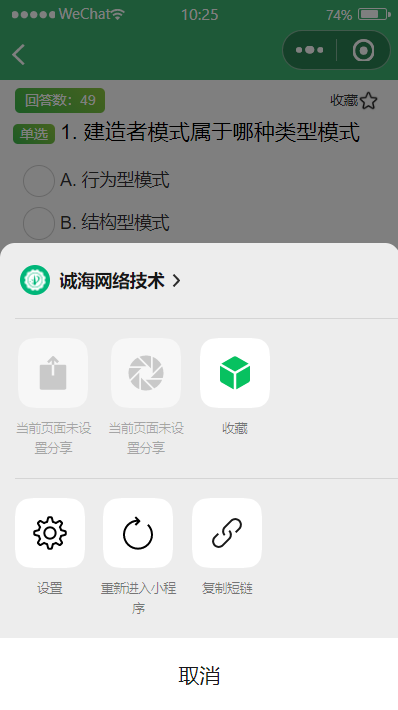 WeChat 10:25 74%
回答数：49 收藏
单选 1. 建造者模式属于哪种类型模式
A. 行为型模式
B. 结构型模式
诚海网络技术
当前页面未设 当前页面未设 收藏
置分享 置分享
设置 重新进入小程 复制短链
序
取消